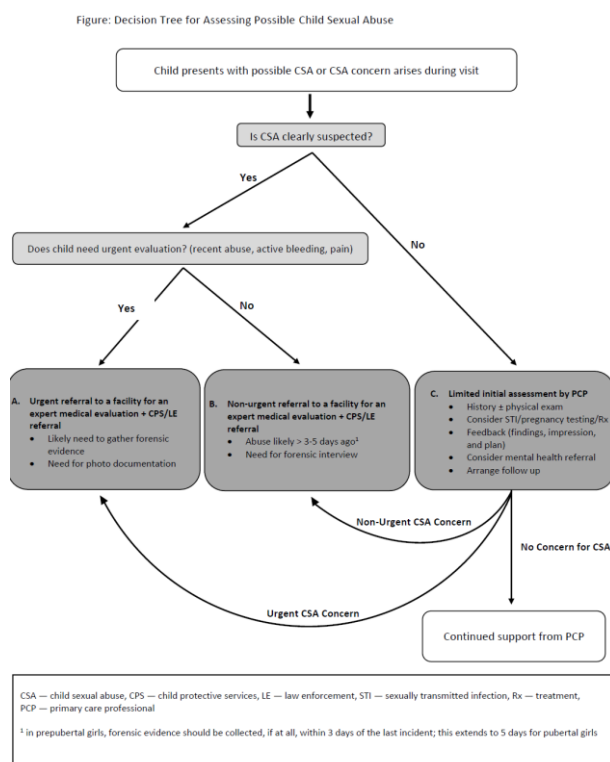 Figure: Decision Tree for Assessing Possible Child Sexual Abuse
Child presents with possible CSA or CSA concern arises during visit
Is CSA clearly suspected?
Yes
No
Does child need urgent evaluation? (recent abuse, active bleeding, pain)
Yes
No
A. Urgent referral to a facility for an
expert medical evaluation + CPS/LE
referral
• Likely need to gather forensic
evidence
• Need for photo documentation
B. Non-urgent referral to a facility for an
expert medical evaluation + CPS/LE
referral
• Abuse likely > 3-5 days ago¹
• Need for forensic interview
C. Limited initial assessment by PCP
• History ± physical exam
• Consider STI/pregnancy testing/Rx
• Feedback (findings, impression,
and plan)
• Consider mental health referral
• Arrange follow up
Non-Urgent CSA Concern
No Concern for CSA
Urgent CSA Concern
Continued support from PCP
CSA — child sexual abuse, CPS — child protective services, LE — law enforcement, STI — sexually transmitted infection, Rx — treatment,
PCP — primary care professional
¹ in prepubertal girls, forensic evidence should be collected, if at all, within 3 days of the last incident; this extends to 5 days for pubertal girls